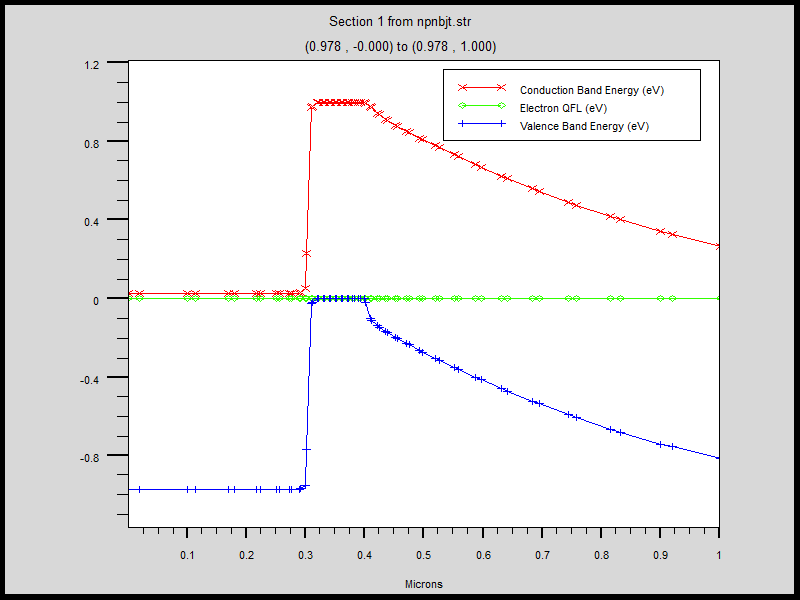 Section 1 from npnbjt.str
(0.978 , -0.000) to (0.978 , 1.000)
Conduction Band Energy (eV)
Electron QFL (eV)
Valence Band Energy (eV)
1.2
0.8
0.4
0
-0.4
-0.8
0.1 0.2 0.3 0.4 0.5 0.6 0.7 0.8 0.9 1
Microns